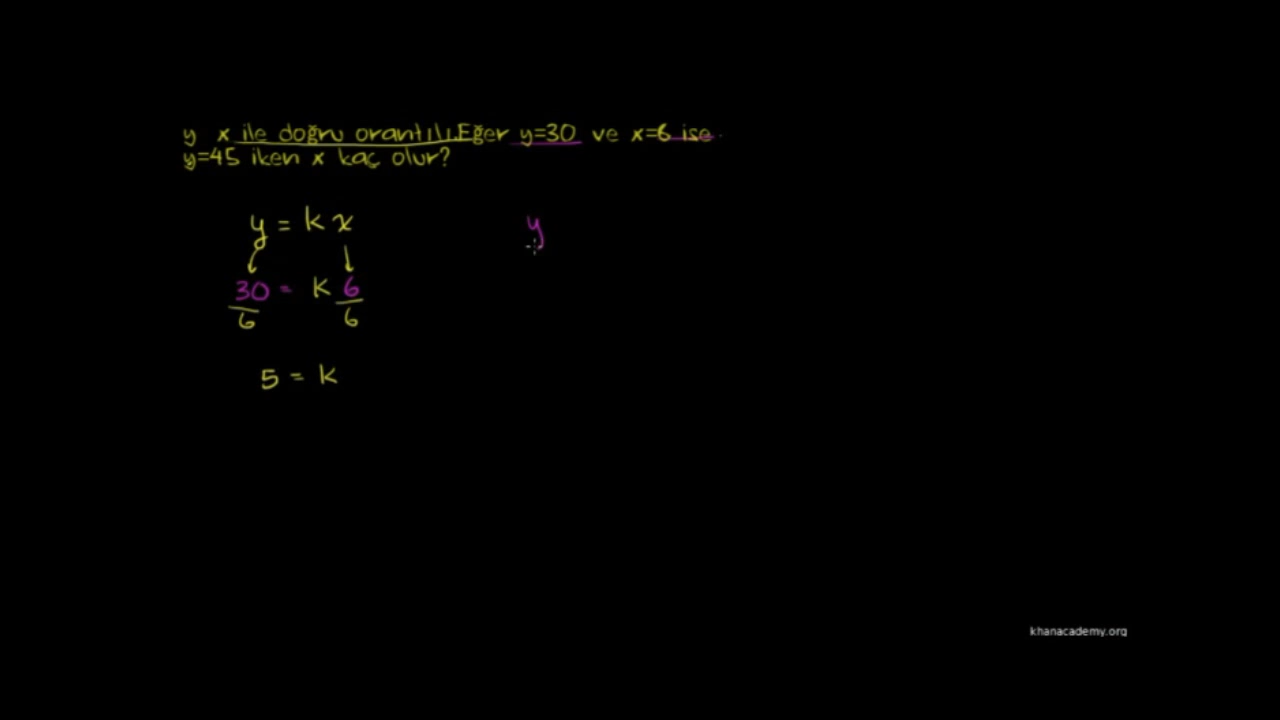 y x ile doğru orantılı.Eğer y=30 ve x=6 ise
y=45 iken x kaç olur?
y = k x
y
30 = k 6
6 6
5 = k
khanacademy.org